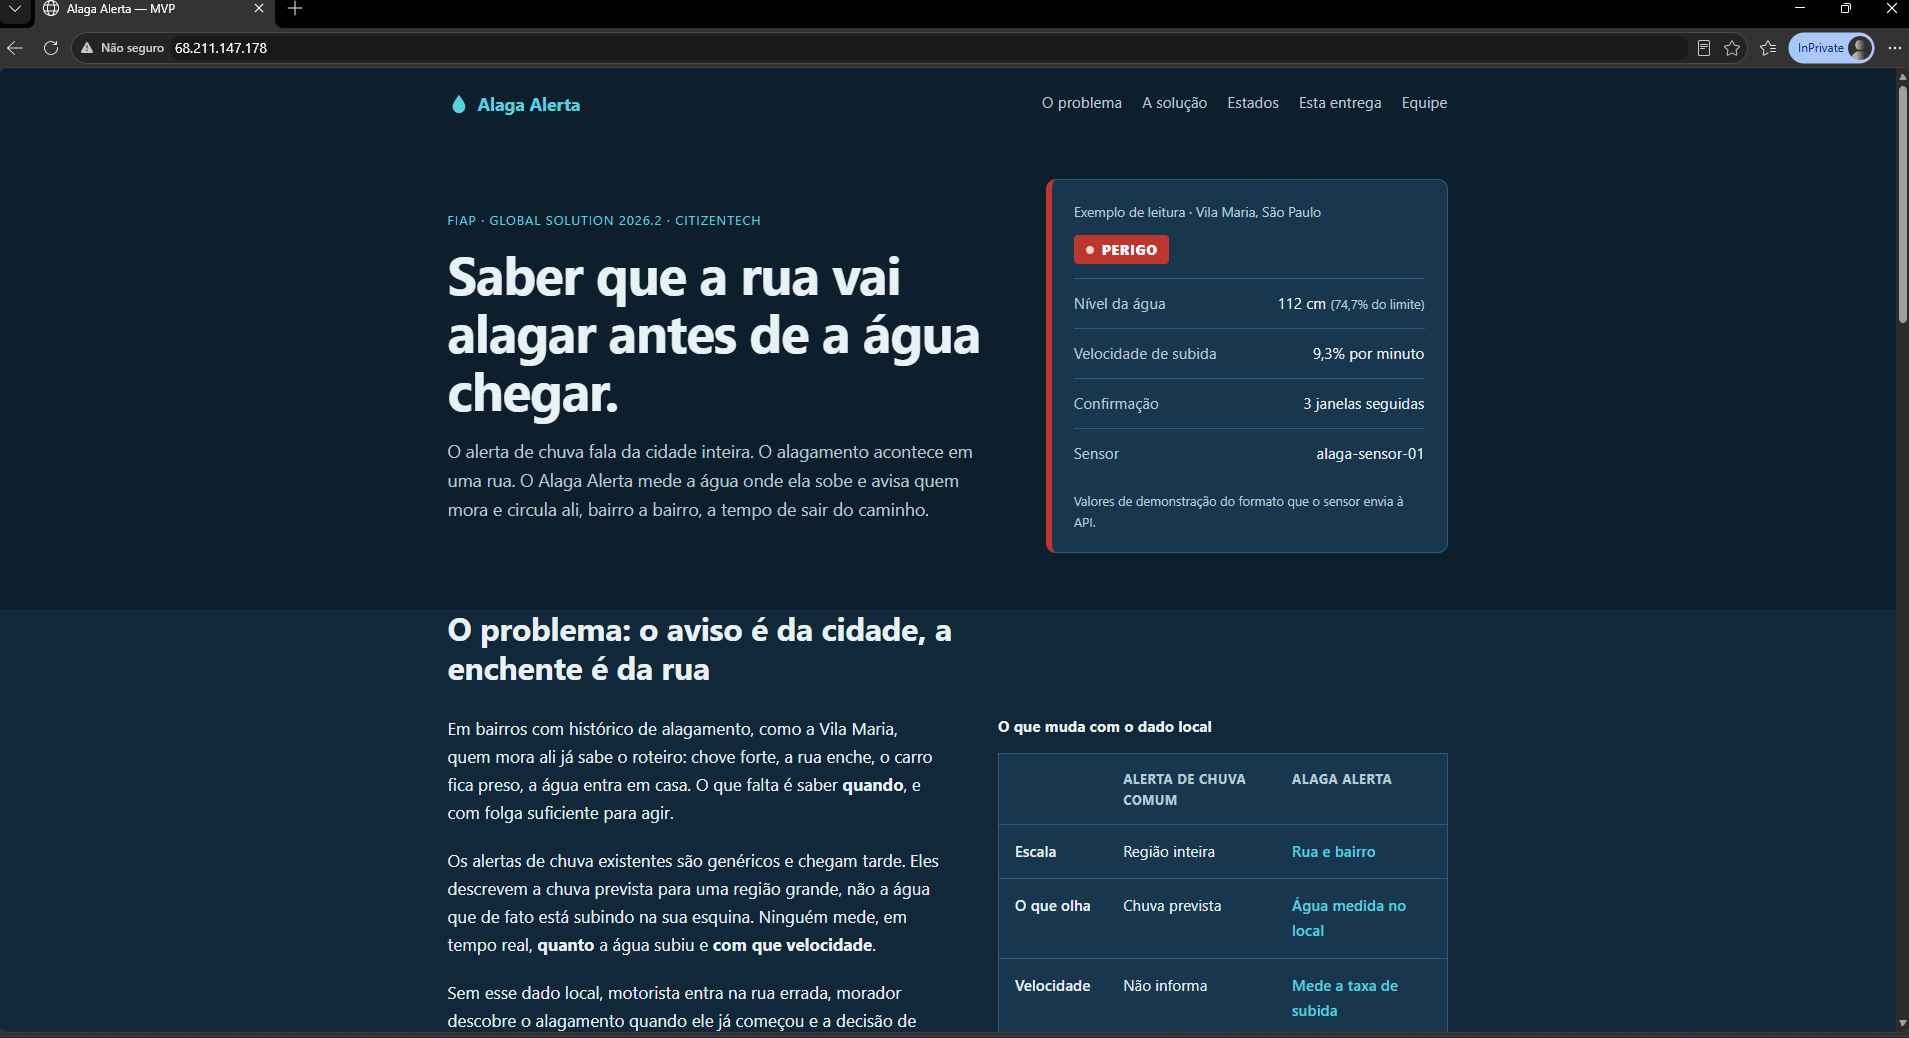 Alaga Alerta — MVP
Não seguro 68.211.147.178
InPrivate
Alaga Alerta
O problema A solução Estados Esta entrega Equipe
FIAP · GLOBAL SOLUTION 2026.2 · CITIZENTECH
Saber que a rua vai
alagar antes de a água
chegar.
O alerta de chuva fala da cidade inteira. O alagamento acontece em
uma rua. O Alaga Alerta mede a água onde ela sobe e avisa quem
mora e circula ali, bairro a bairro, a tempo de sair do caminho.
Exemplo de leitura · Vila Maria, São Paulo
PERIGO
Nível da água 112 cm (74,7% do limite)
Velocidade de subida 9,3% por minuto
Confirmação 3 janelas seguidas
Sensor alaga-sensor-01
Valores de demonstração do formato que o sensor envia à
API.
O problema: o aviso é da cidade, a
enchente é da rua
Em bairros com histórico de alagamento, como a Vila Maria,
quem mora ali já sabe o roteiro: chove forte, a rua enche, o carro
fica preso, a água entra em casa. O que falta é saber quando, e
com folga suficiente para agir.
Os alertas de chuva existentes são genéricos e chegam tarde. Eles
descrevem a chuva prevista para uma região grande, não a água
que de fato está subindo na sua esquina. Ninguém mede, em
tempo real, quanto a água subiu e com que velocidade.
Sem esse dado local, motorista entra na rua errada, morador
descobre o alagamento quando ele já começou e a decisão de
O que muda com o dado local
ALERTA DE CHUVA
COMUM
ALAGA ALERTA
Escala Região inteira Rua e bairro
O que olha Chuva prevista Água medida no
local
Velocidade Não informa Mede a taxa de
subida